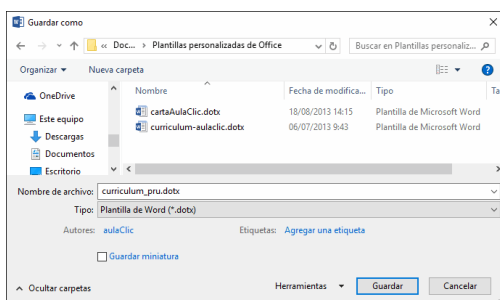 Guardar como
« Doc... › Plantillas personalizadas de Office
Buscar en Plantillas personaliz...
Organizar Nueva carpeta
OneDrive
Este equipo
Descargas
Documentos
Escritorio
Nombre Fecha de modifica... Tipo Ta
cartaAulaClic.dotx 18/08/2013 14:15 Plantilla de Microsoft Word
curriculum-aulaclic.dotx 06/07/2013 9:43 Plantilla de Microsoft Word
Nombre de archivo: curriculum_pru.dotx
Tipo: Plantilla de Word (*.dotx)
Autores: aulaClic Etiquetas: Agregar una etiqueta
Guardar miniatura
Ocultar carpetas Herramientas Guardar Cancelar